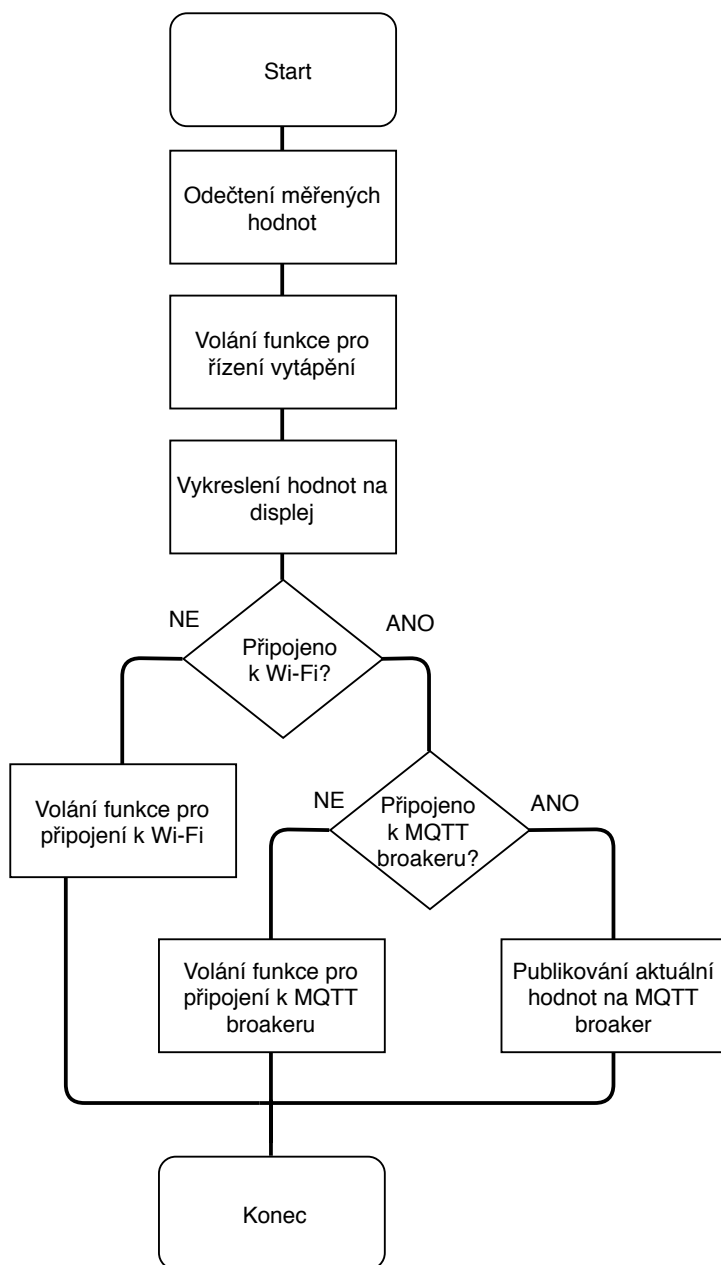 Start
Odečtení měřených
hodnot
Volání funkce pro
řízení vytápění
Vykreslení hodnot na
displej
NE
ANO
Připojeno
k Wi-Fi?
Volání funkce pro
připojení k Wi-Fi
NE
ANO
Připojeno
k MQTT
broakeru?
Volání funkce pro
připojení k MQTT
broakeru
Publikování aktuální
hodnot na MQTT
broaker
Konec